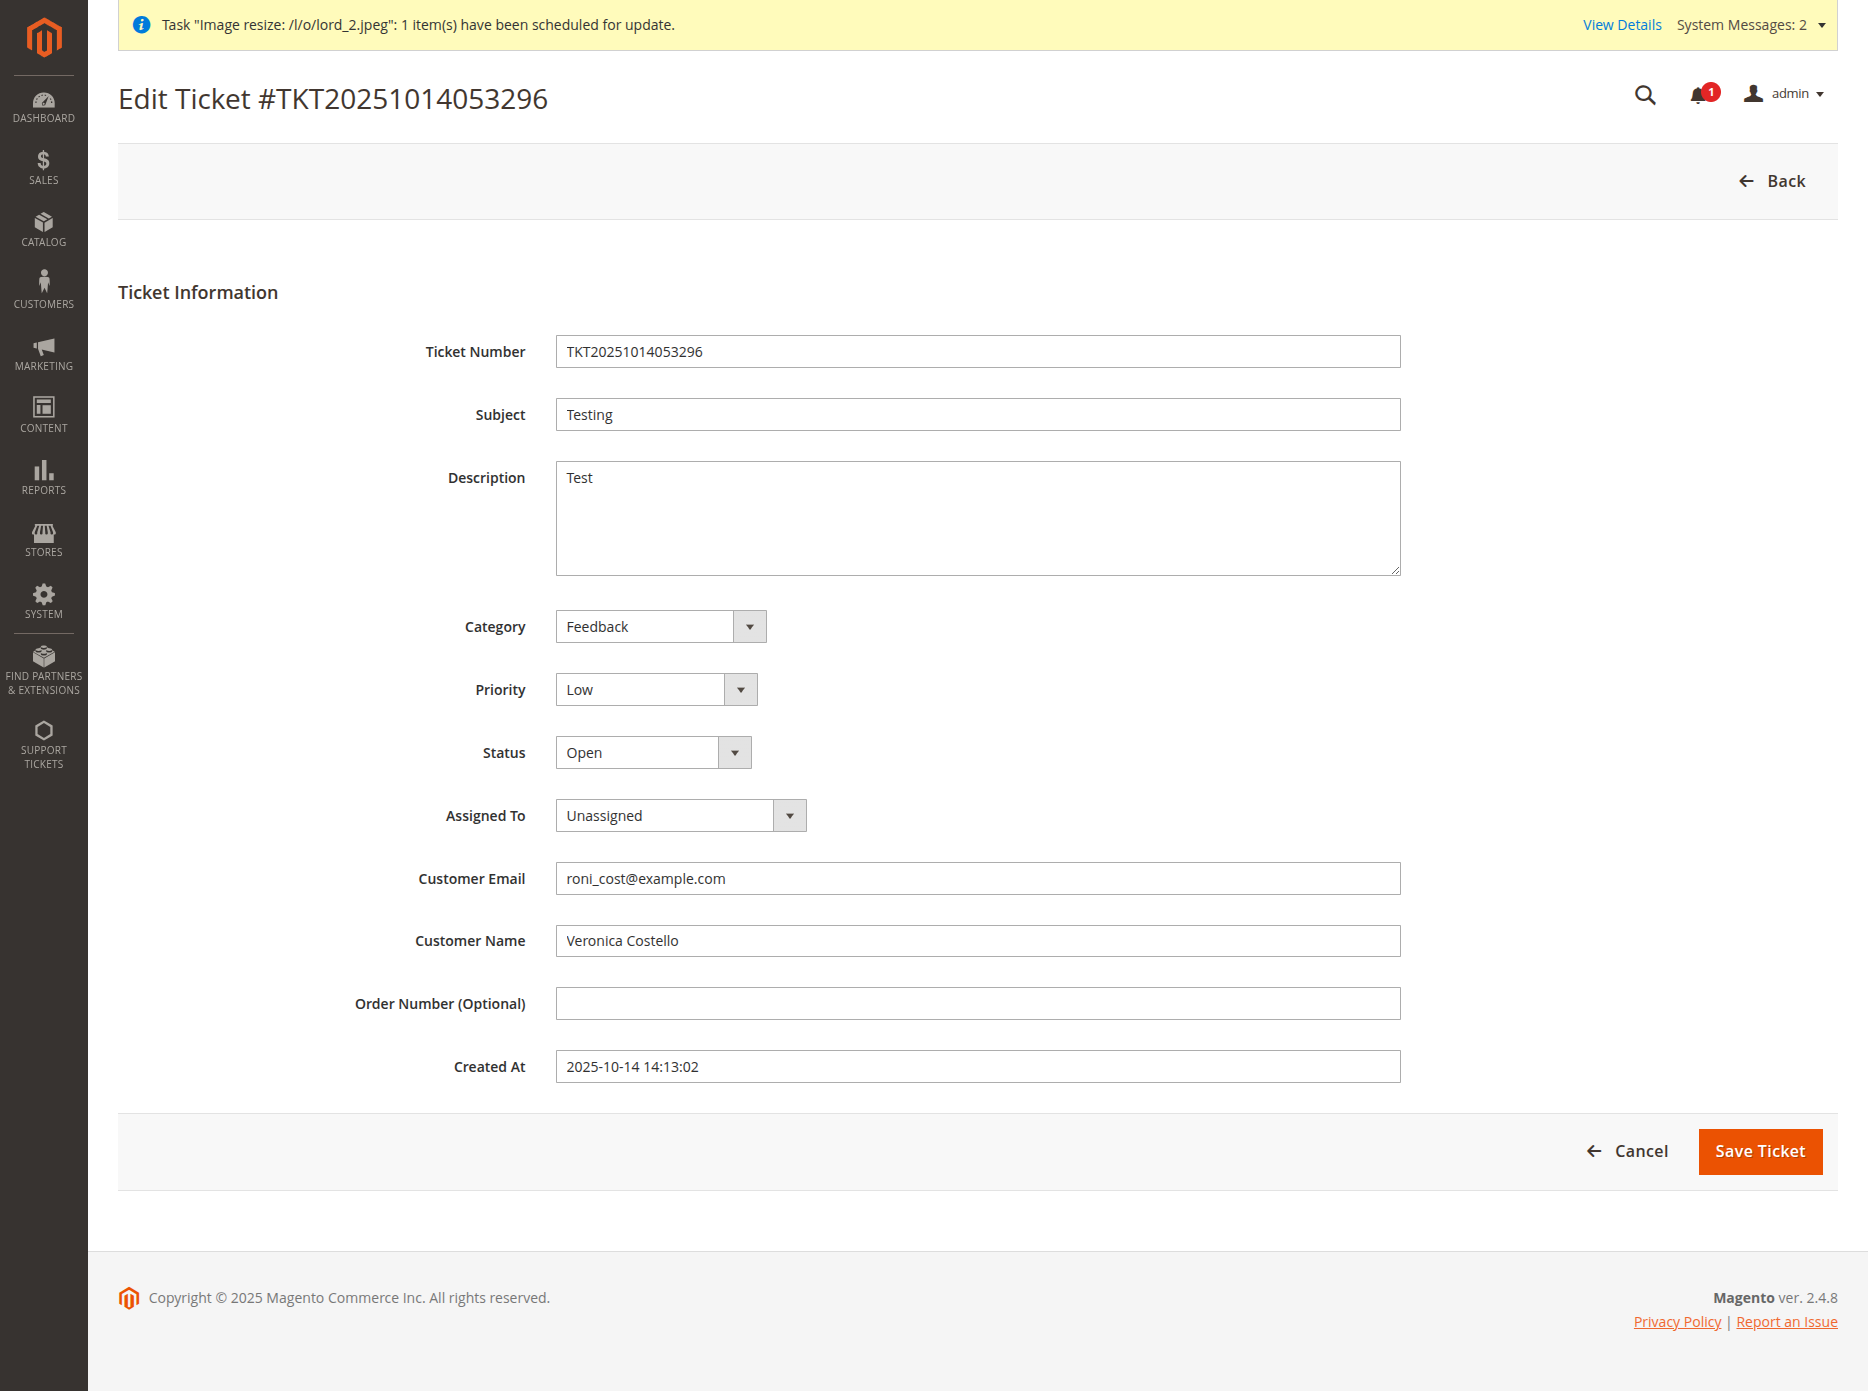 Task "Image resize: /l/o/lord_2.jpeg": 1 item(s) have been scheduled for update.
View Details
System Messages: 2
Edit Ticket #TKT20251014053296
1
admin
Back
DASHBOARD
SALES
CATALOG
CUSTOMERS
MARKETING
CONTENT
REPORTS
STORES
SYSTEM
FIND PARTNERS
& EXTENSIONS
SUPPORT
TICKETS
Ticket Information
Ticket Number
TKT20251014053296
Subject
Testing
Description
Test
Category
Feedback
Priority
Low
Status
Open
Assigned To
Unassigned
Customer Email
roni_cost@example.com
Customer Name
Veronica Costello
Order Number (Optional)
Created At
2025-10-14 14:13:02
Cancel
Save Ticket
Copyright © 2025 Magento Commerce Inc. All rights reserved.
Magento ver. 2.4.8
Privacy Policy | Report an Issue